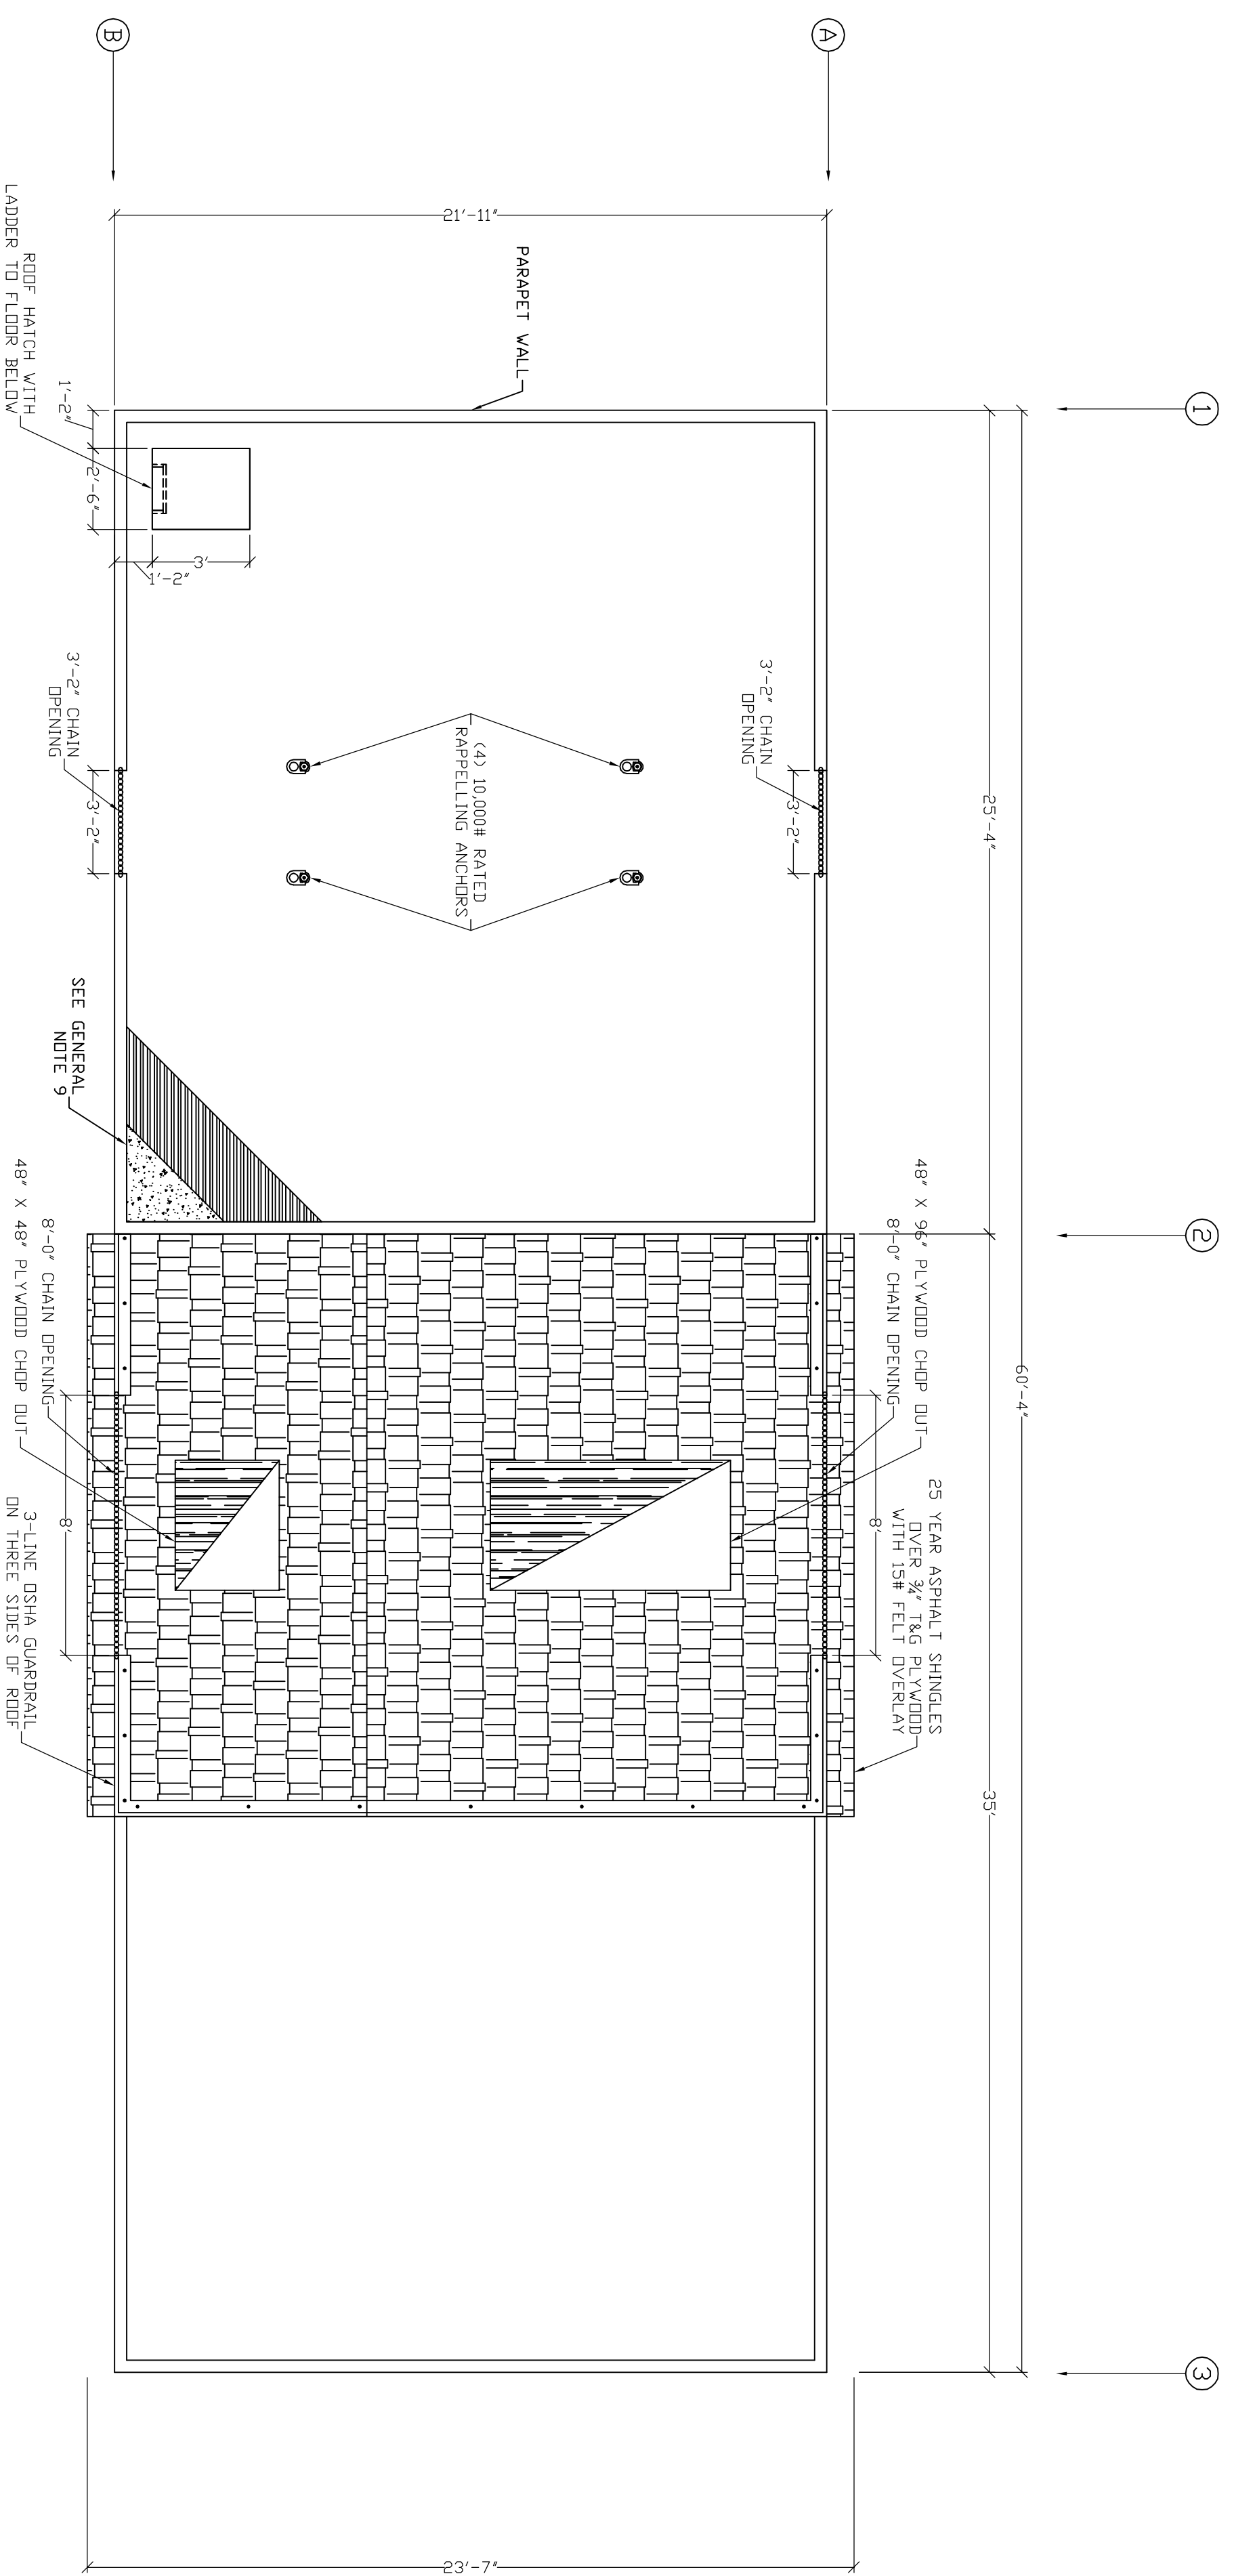 1
2
3
A
B
60'-4"
25'-4"
35'
21'-11"
23'-7"
PARAPET WALL
ROOF HATCH WITH
LADDER TO FLOOR BELOW
1'-2"
2'-6"
3'
1'-2"
3'-2" CHAIN
OPENING
3'-2"
3'-2" CHAIN
OPENING
3'-2"
(4) 10,000# RATED
RAPPELLING ANCHORS
SEE GENERAL
NOTE 9
48" X 96" PLYWOOD CHOP OUT
8'-0" CHAIN OPENING
8'
25 YEAR ASPHALT SHINGLES
OVER ¾" T&G PLYWOOD
WITH 15# FELT OVERLAY
8'-0" CHAIN OPENING
48" X 48" PLYWOOD CHOP OUT
8'
3-LINE OSHA GUARDRAIL
ON THREE SIDES OF ROOF